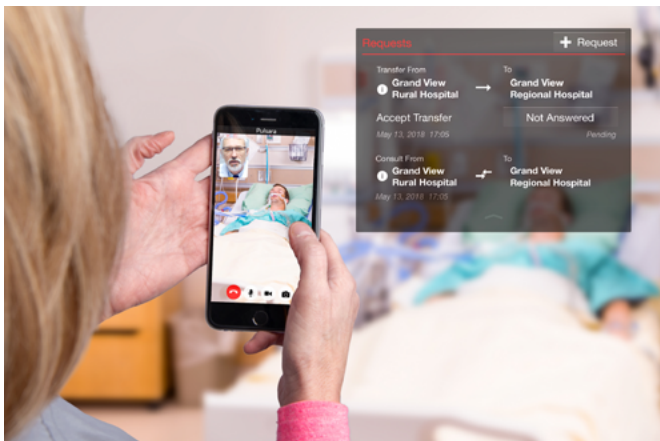 Pulsara
Requests
+ Request
Transfer From
To
Grand View
Rural Hospital
Grand View
Regional Hospital
Accept Transfer
Not Answered
May 13, 2018 17:05
Pending
Consult From
To
Grand View
Rural Hospital
Grand View
Regional Hospital
May 13, 2018 17:05